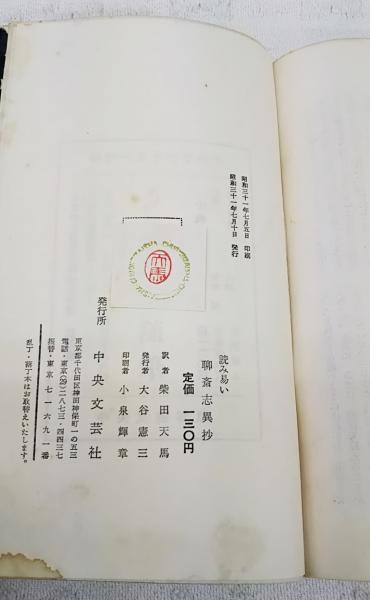 昭和三十一年七月五日 印刷
昭和三十一年七月十日 発行
読み易い
聊斎志異抄
定価 一三〇円
訳者 柴田天馬
発行者 大谷憲三
印刷者 小泉輝章
発行所 中央文芸社
東京都千代田区神田神保町一の五三
電話・東京(29)二八七三・四四三七
振替・東京七一六九一番
乱丁・落丁本はお取替えいたします。